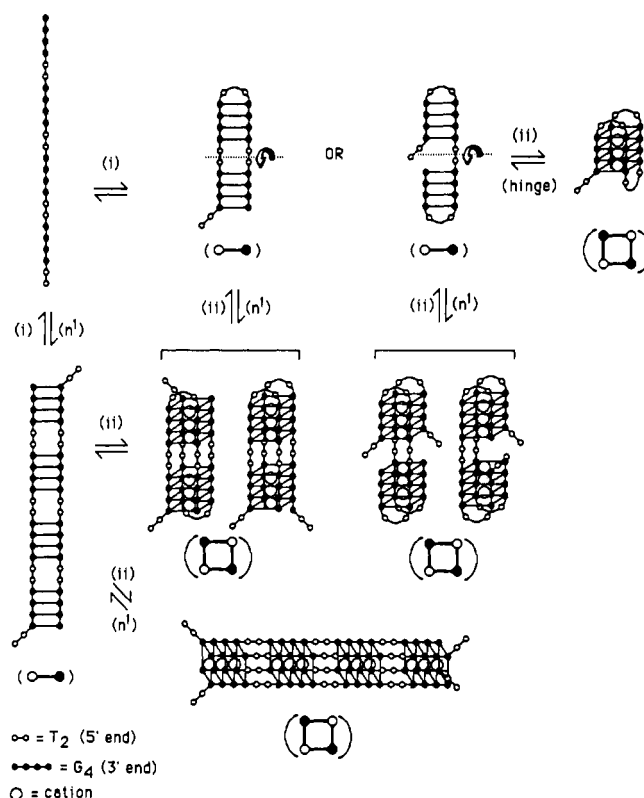 (i)
OR
(ii)
(hinge)
(i) (n¹)
(ii) (n¹)
(ii) (n¹)
(ii)
(ii)
(n¹)
= T₂ (5' end)
= G₄ (3' end)
= cation